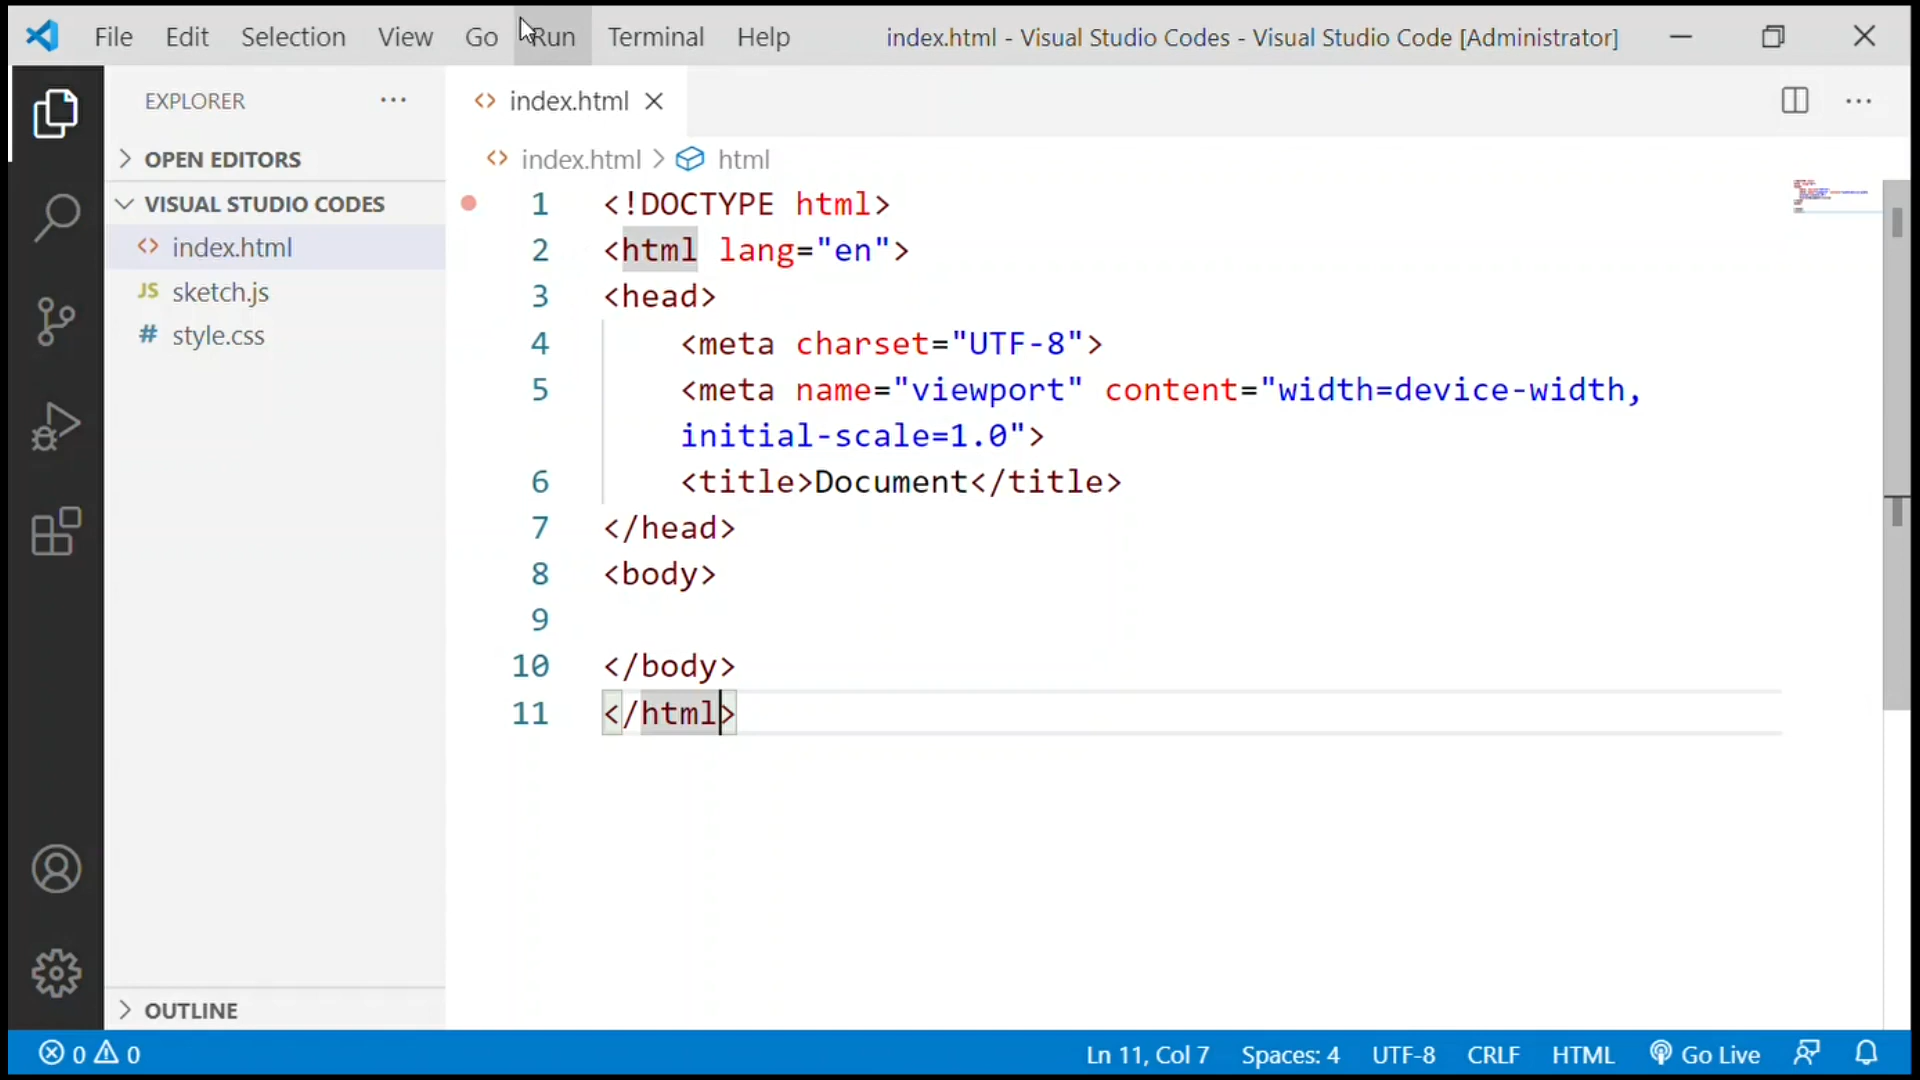 File Edit Selection View Go Run Terminal Help index.html - Visual Studio Codes - Visual Studio Code [Administrator]
EXPLORER
OPEN EDITORS
VISUAL STUDIO CODES
index.html
JS sketch.js
# style.css
OUTLINE
index.html
index.html > html
1 <!DOCTYPE html>
2 <html lang="en">
3 <head>
4 <meta charset="UTF-8">
5 <meta name="viewport" content="width=device-width,
initial-scale=1.0">
6 <title>Document</title>
7 </head>
8 <body>
9
10 </body>
11 </html>
0 0 Ln 11, Col 7 Spaces: 4 UTF-8 CRLF HTML Go Live